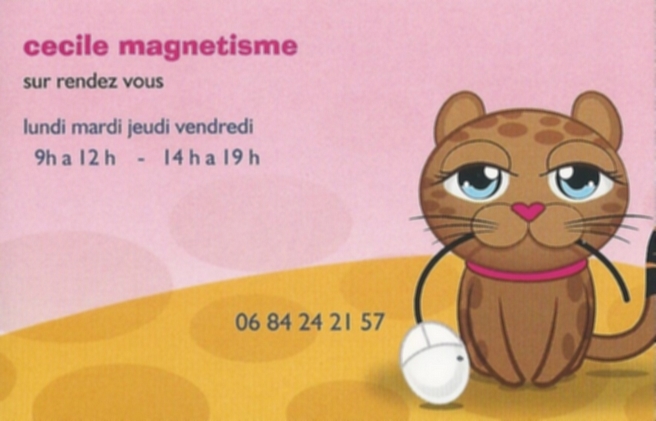 cecile magnetisme
sur rendez vous
lundi mardi jeudi vendredi
9h a 12 h - 14 h a 19 h
06 84 24 21 57